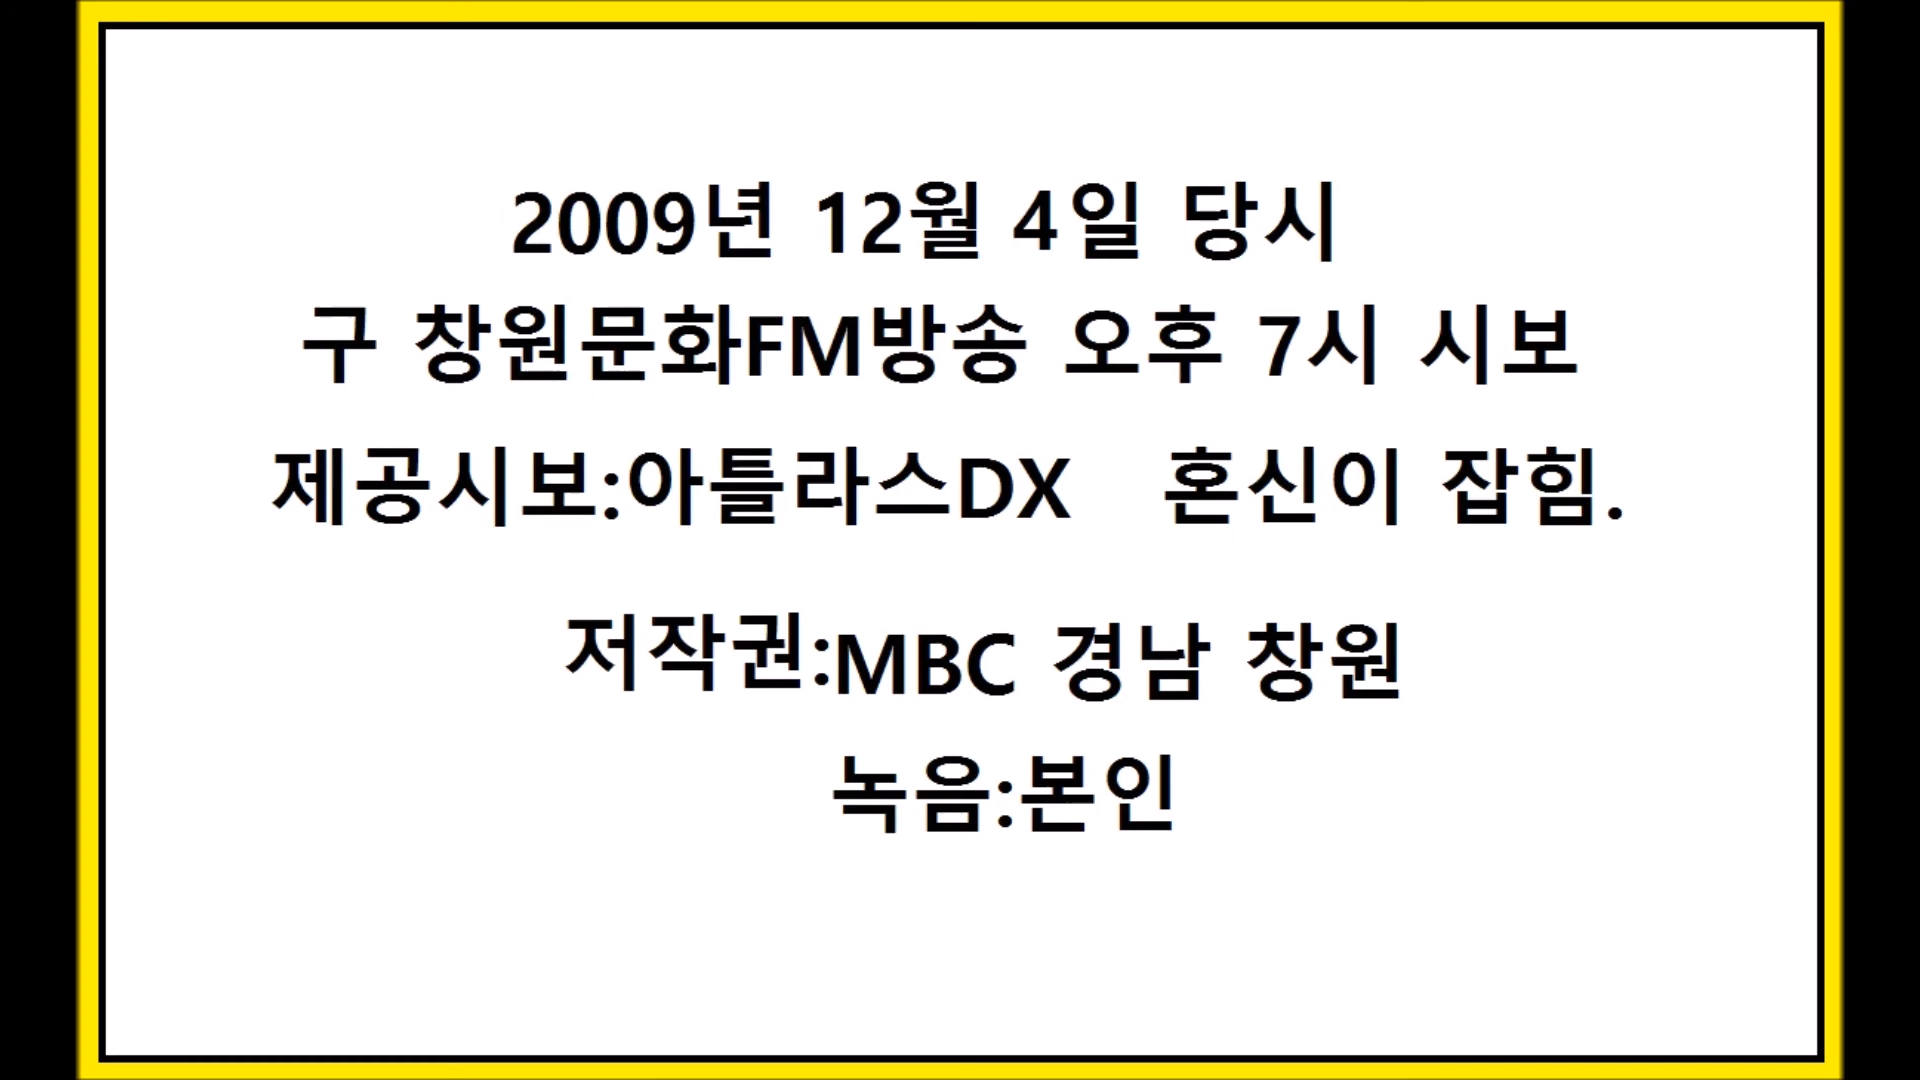 2009년 12월 4일 당시
구 창원문화FM방송 오후 7시 시보
제공시보:아틀라스DX 혼신이 잡힘.
저작권:MBC 경남 창원
녹음:본인